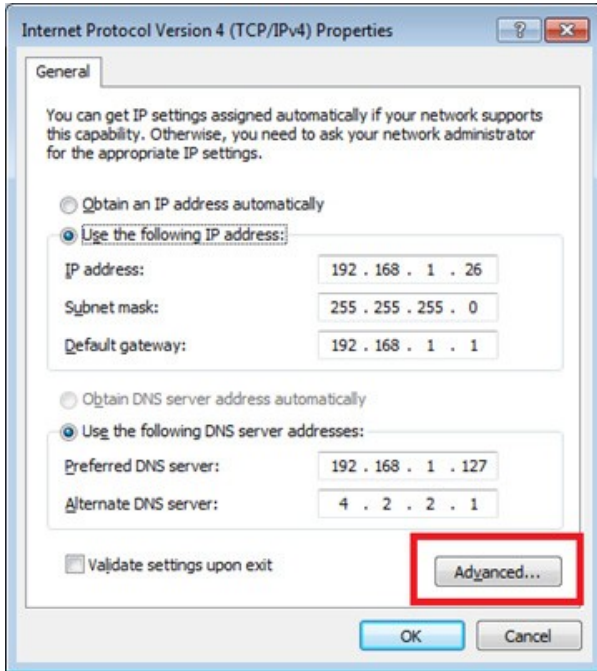 Internet Protocol Version 4 (TCP/IPv4) Properties
General
You can get IP settings assigned automatically if your network supports
this capability. Otherwise, you need to ask your network administrator
for the appropriate IP settings.
Obtain an IP address automatically
Use the following IP address:
IP address: 192 . 168 . 1 . 26
Subnet mask: 255 . 255 . 255 . 0
Default gateway: 192 . 168 . 1 . 1
Obtain DNS server address automatically
Use the following DNS server addresses:
Preferred DNS server: 192 . 168 . 1 . 127
Alternate DNS server: 4 . 2 . 2 . 1
Validate settings upon exit
Advanced...
OK Cancel